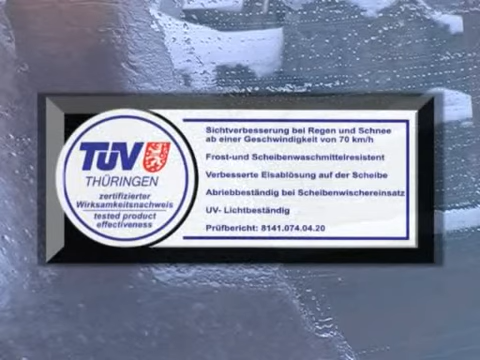 TÜV
THÜRINGEN
zertifizierter
Wirksamkeitsnachweis
tested product
effectiveness
Sichtverbesserung bei Regen und Schnee
ab einer Geschwindigkeit von 70 km/h
Frost-und Scheibenwaschmittelresistent
Verbesserte Eisablösung auf der Scheibe
Abriebbeständig bei Scheibenwischereinsatz
UV- Lichtbeständig
Prüfbericht: 8141.074.04.20